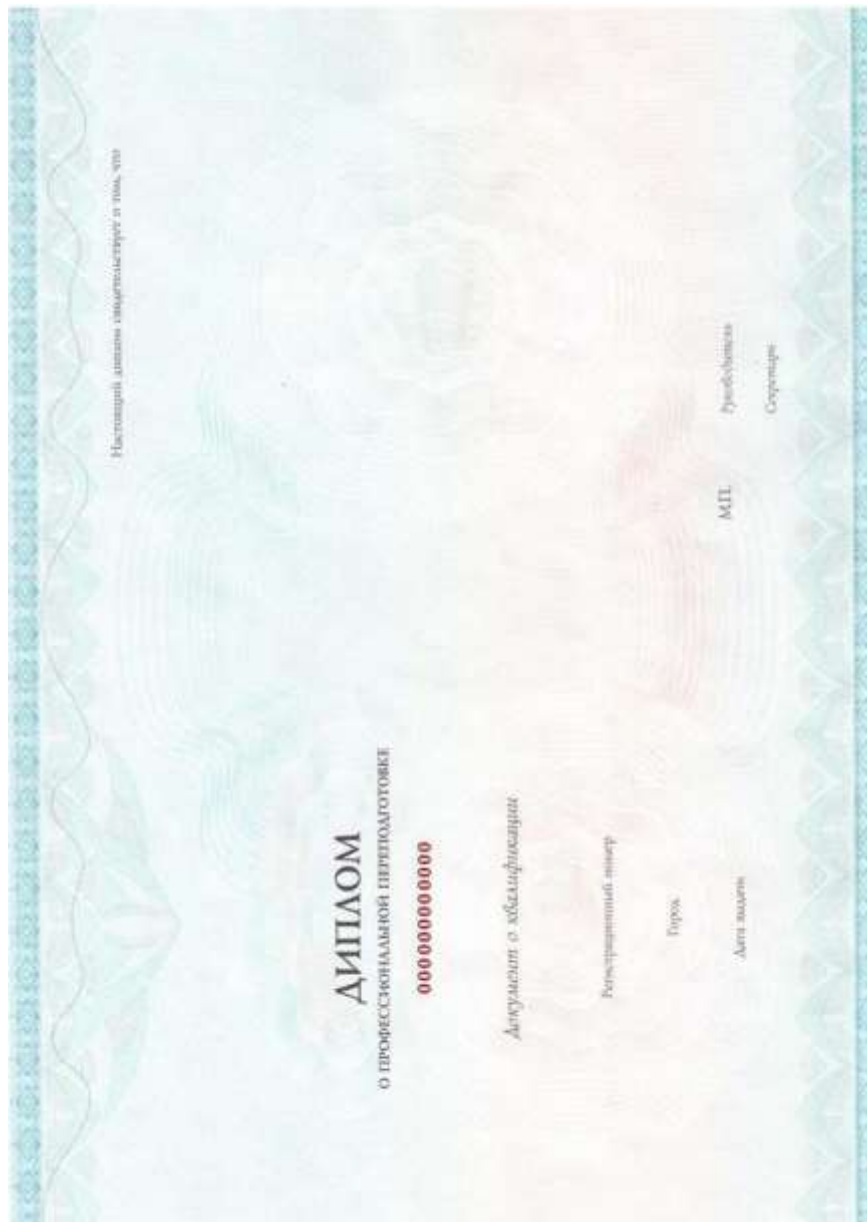 ДИПЛОМ
О ПРОФЕССИОНАЛЬНОЙ ПЕРЕПОДГОТОВКЕ
000000000000
Документ о квалификации
Регистрационный номер
Город
Дата выдачи
Настоящий диплом свидетельствует о том, что
М.П.
Руководитель
Секретарь